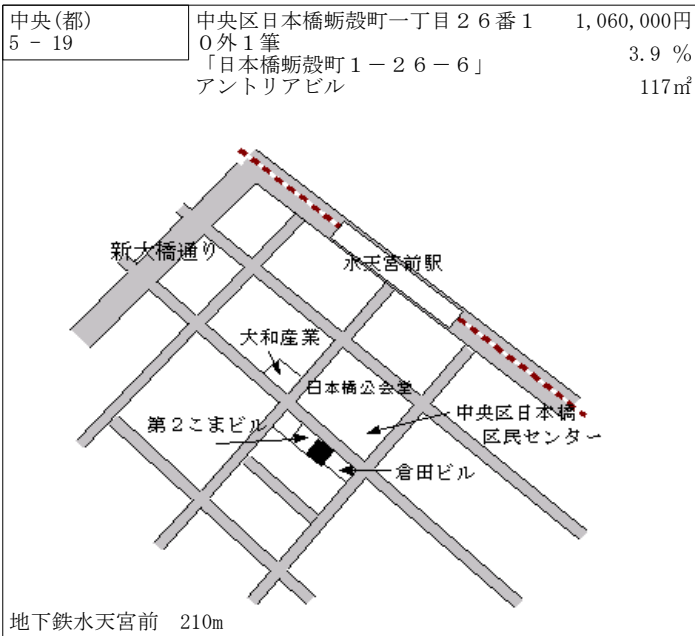 中央(都)
5 - 19
中央区日本橋蛎殻町一丁目２６番１
０外１筆
「日本橋蛎殻町１－２６－６」
アントリアビル
1,060,000円
3.9 %
117㎡
新大橋通り
水天宮前駅
大和産業
日本橋公会堂
第２こまビル
中央区日本橋
区民センター
倉田ビル
地下鉄水天宮前　210m